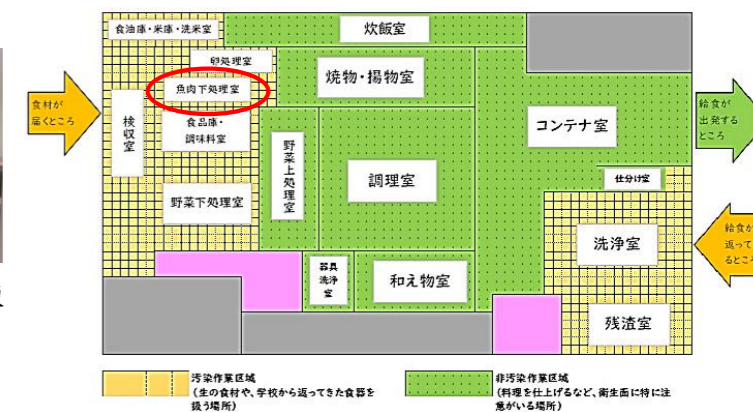 食油庫・米庫・洗米室
炊飯室
卵処理室
魚肉下処理室
焼物・揚物室
食材が
届くところ
検収室
食品庫・
調味料室
野菜上処理室
調理室
コンテナ室
給食が
出発する
ところ
仕分け室
野菜下処理室
洗浄室
給食が
返って
るところ
器具
洗浄
室
和え物室
残渣室
汚染作業区域
(生の食材や、学校から返ってきた食器を
扱う場所)
非汚染作業区域
(料理を仕上げるなど、衛生面に特に注
意がいる場所)